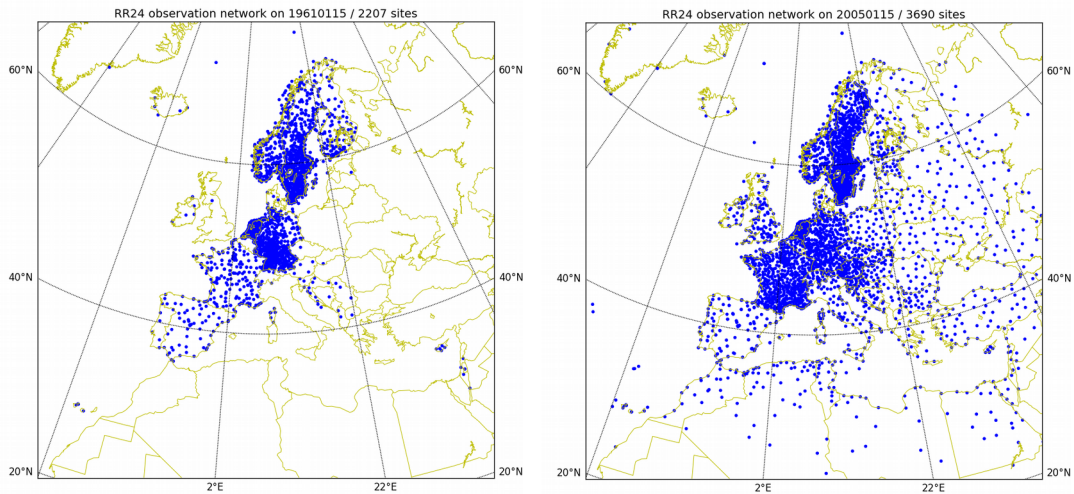 RR24 observation network on 19610115 / 2207 sites
60°N
60°N
40°N
40°N
20°N
20°N
2°E
22°E
RR24 observation network on 20050115 / 3690 sites
60°N
60°N
40°N
40°N
20°N
20°N
2°E
22°E